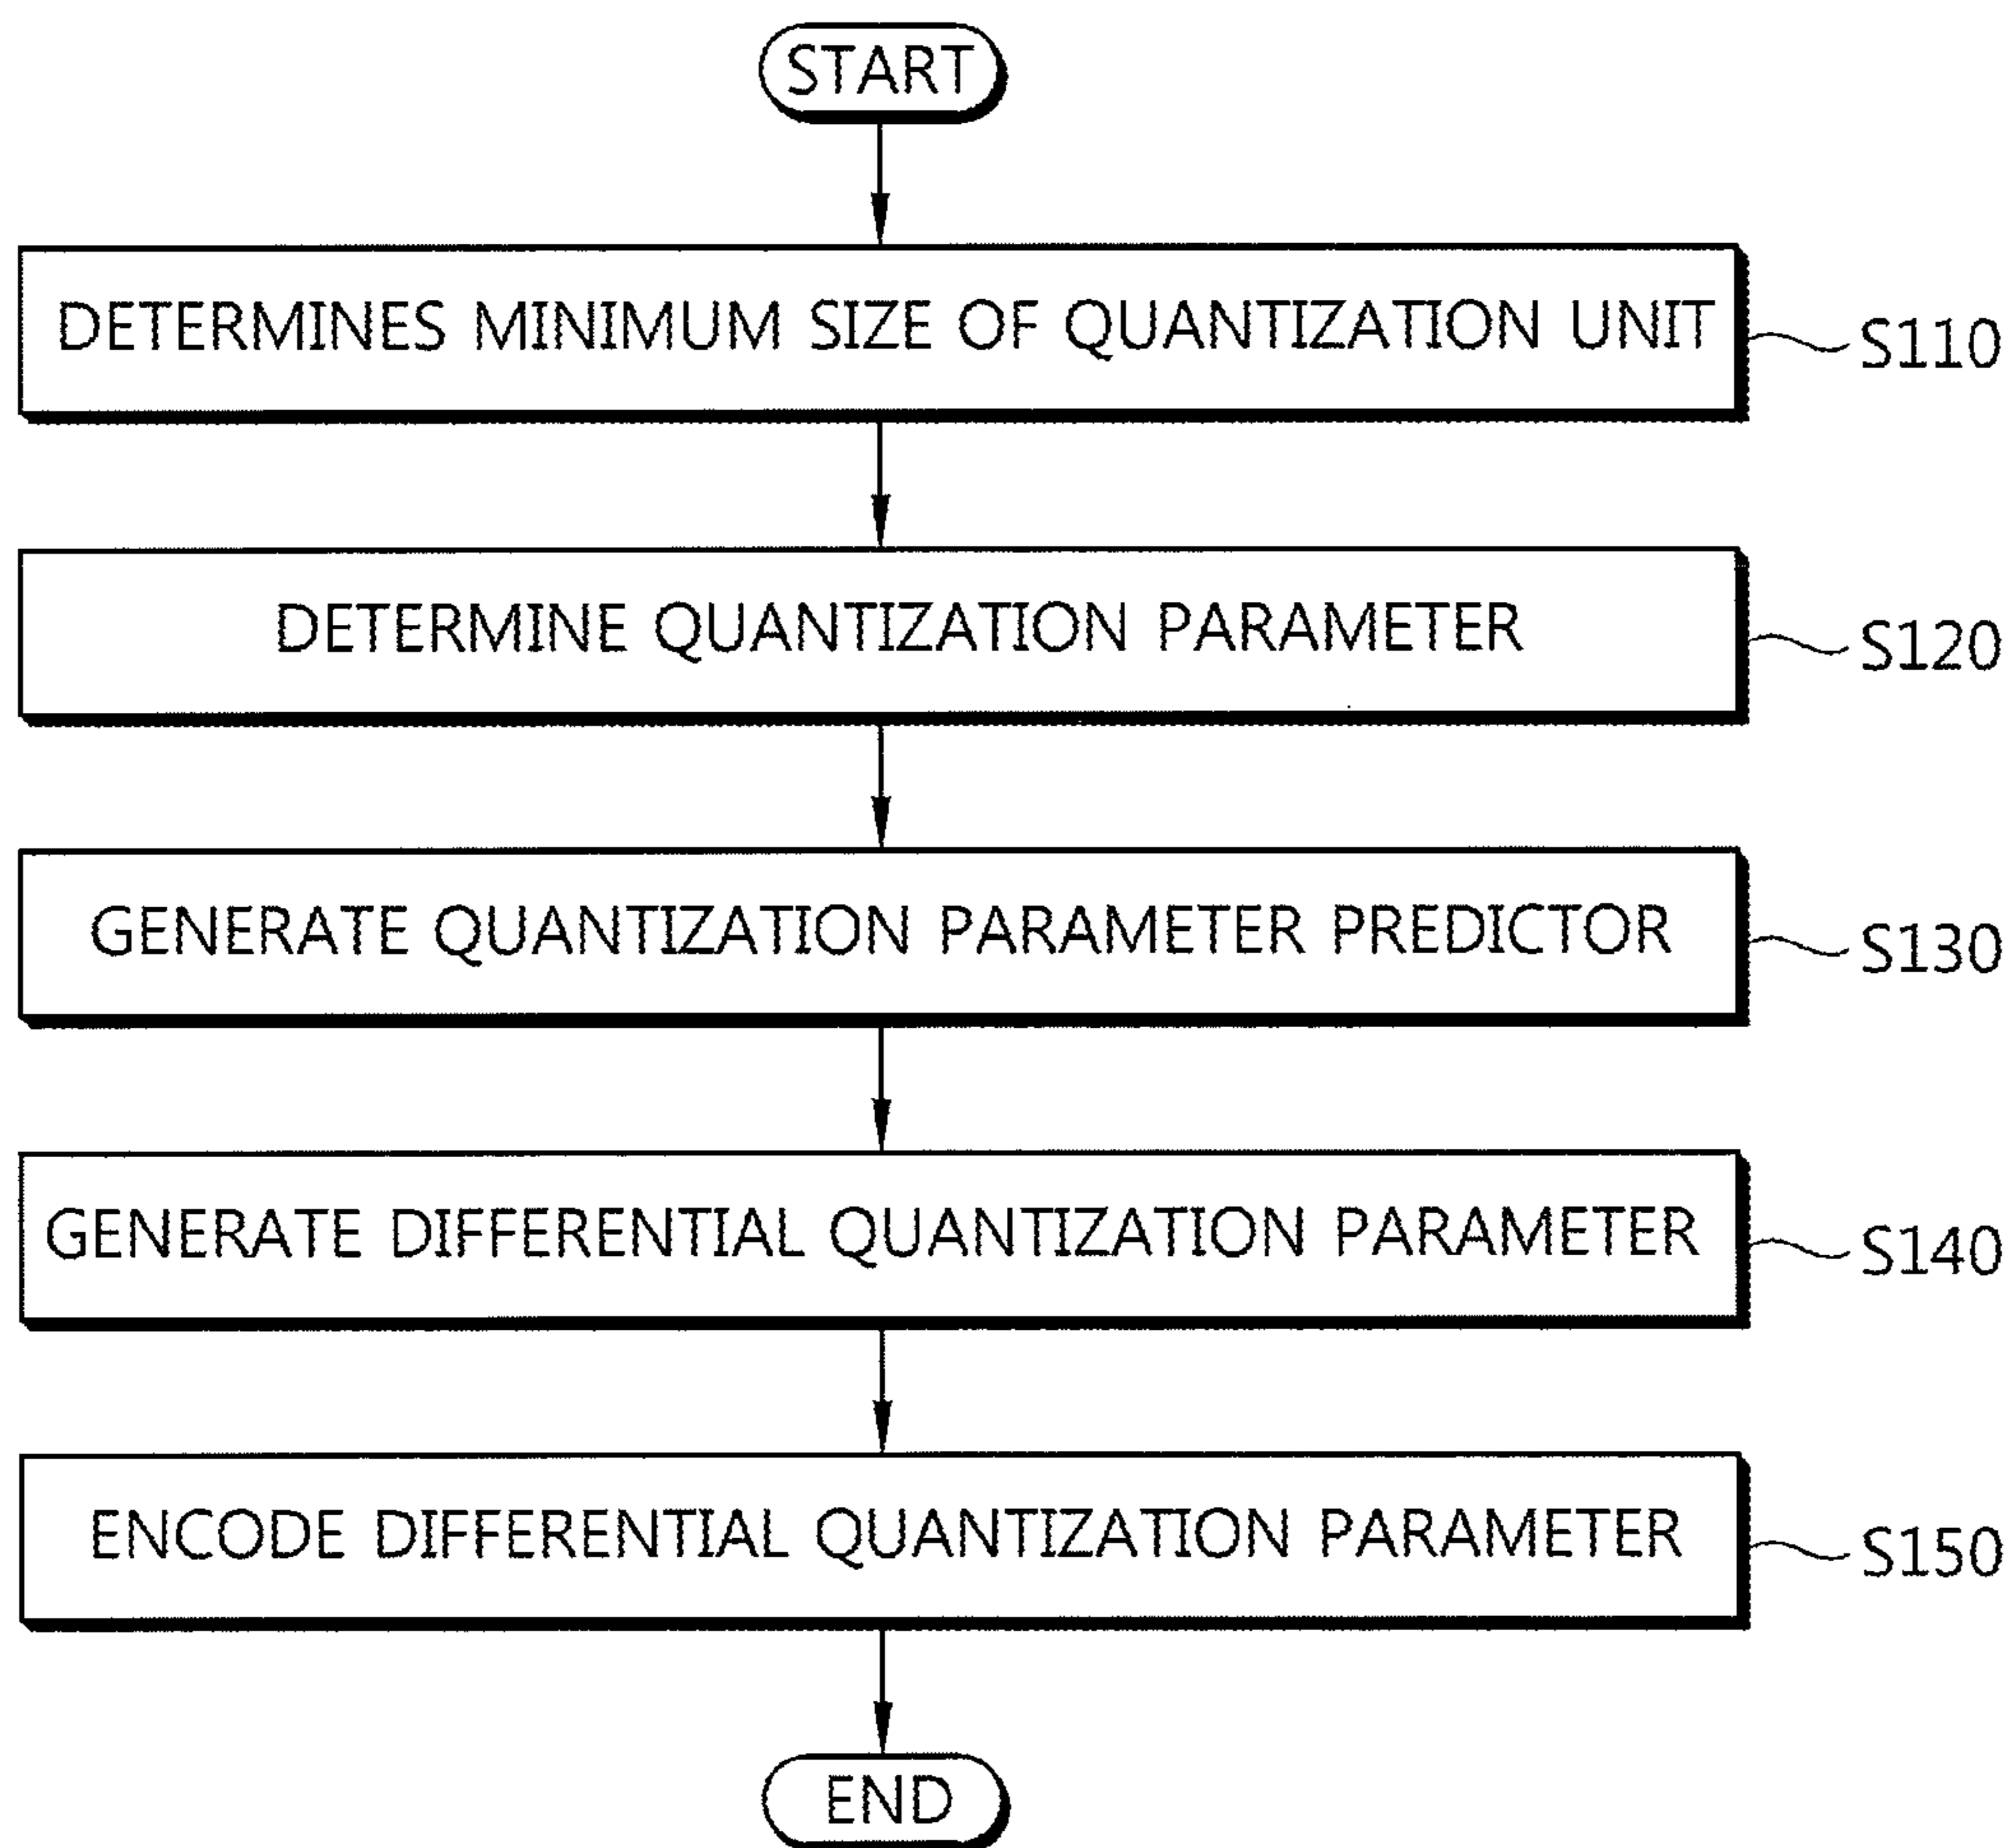 START
DETERMINES MINIMUM SIZE OF QUANTIZATION UNIT
S110
DETERMINE QUANTIZATION PARAMETER
S120
GENERATE QUANTIZATION PARAMETER PREDICTOR
S130
GENERATE DIFFERENTIAL QUANTIZATION PARAMETER
S140
ENCODE DIFFERENTIAL QUANTIZATION PARAMETER
S150
END